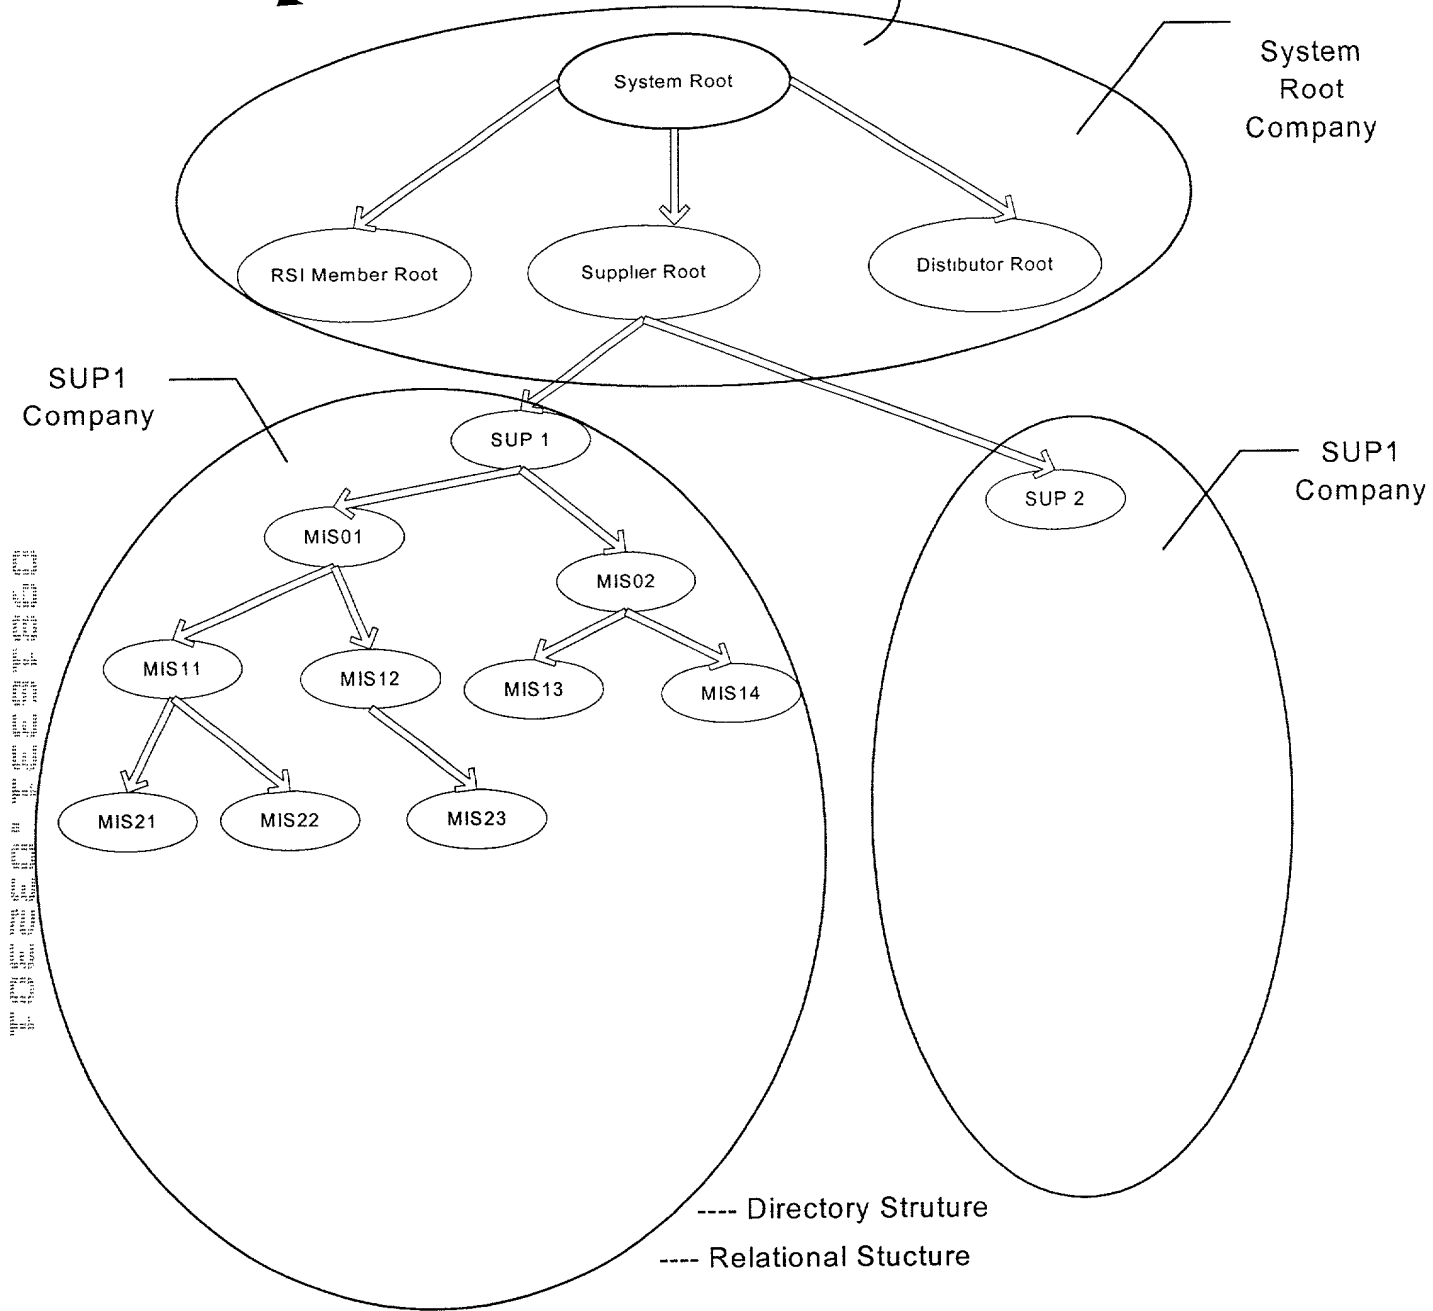 System Root
System
Root
Company
RSI Member Root
Supplier Root
Distibutor Root
SUP1
Company
SUP 1
SUP1
Company
SUP 2
MIS01
MIS02
MIS11
MIS12
MIS13
MIS14
MIS21
MIS22
MIS23
---- Directory Struture
---- Relational Stucture